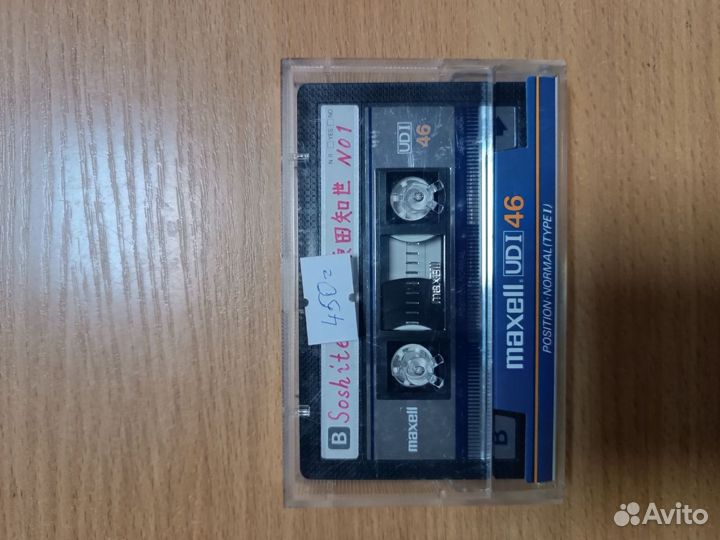 B Soshite 田知世 NO1
450=
N R □YES □NO
maxell
maxell
UDI 46
B
maxell UDI 46
POSITION·NORMAL(TYPE I)
Avito